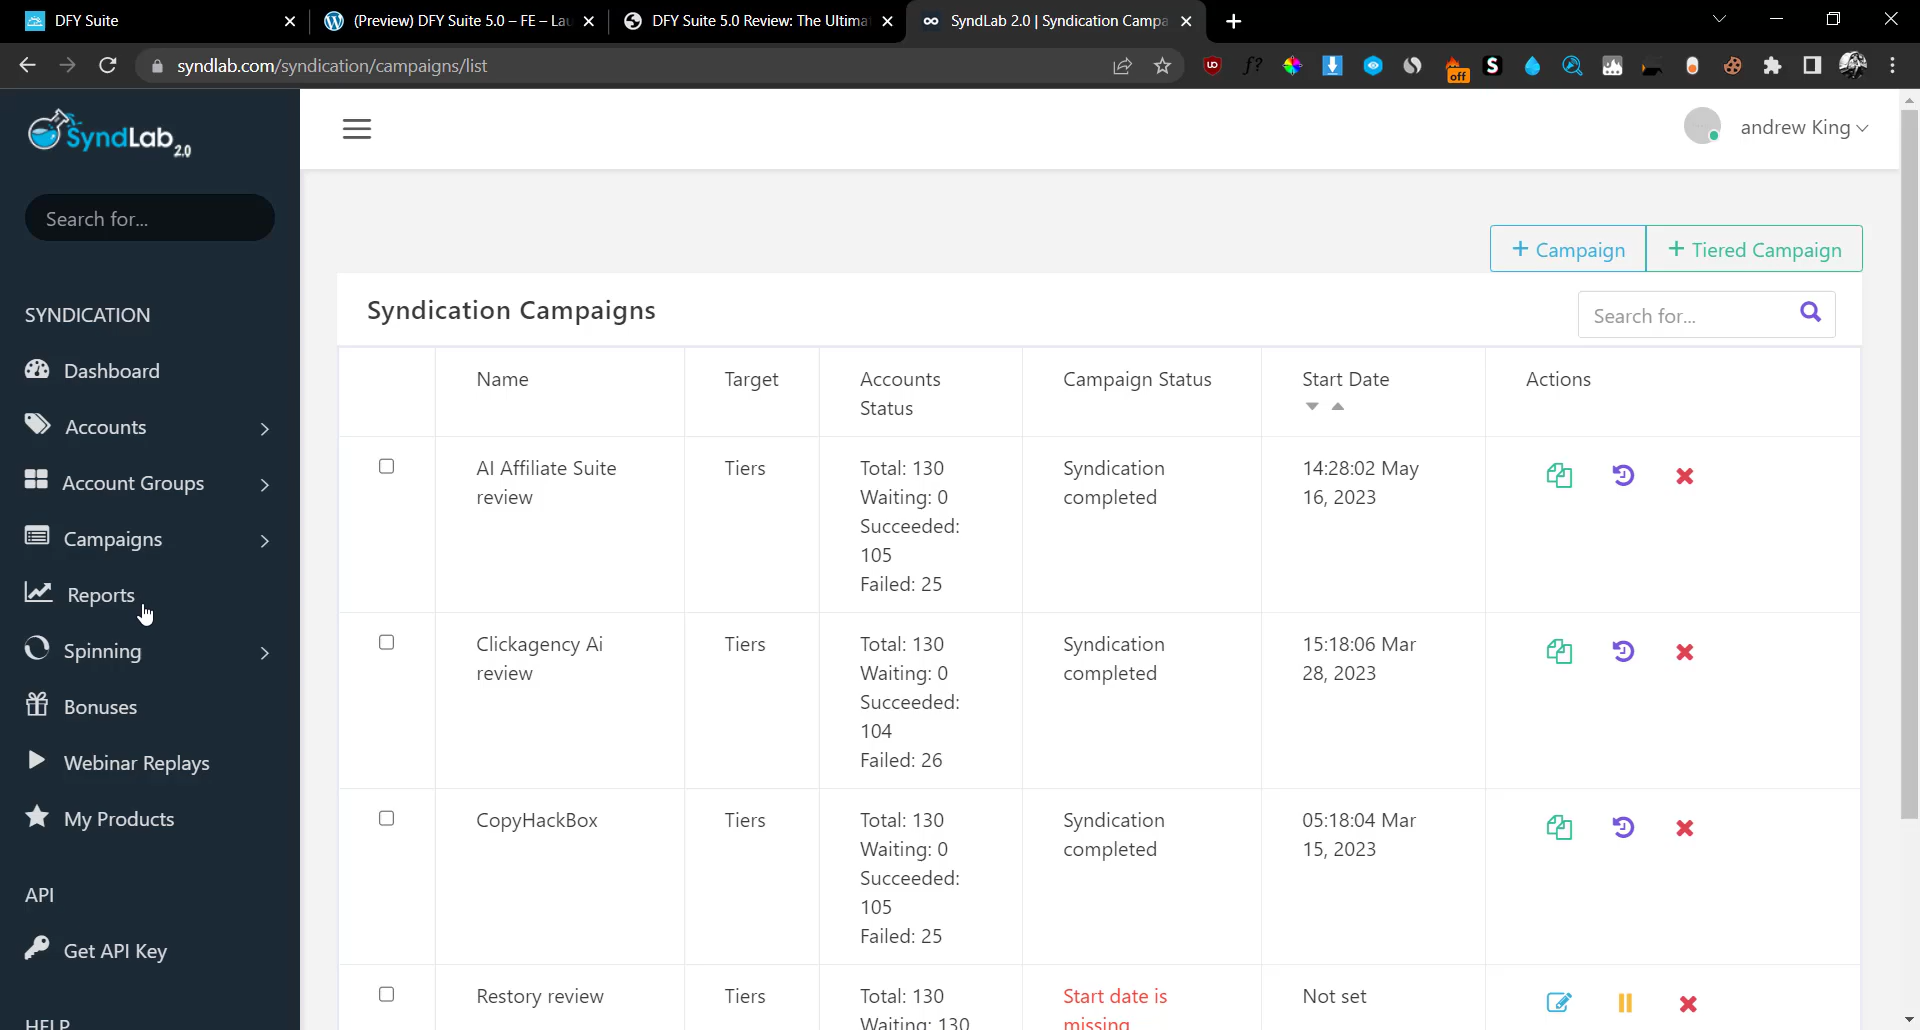 DFY Suite
(Preview) DFY Suite 5.0 – FE – La
DFY Suite 5.0 Review: The Ultima
SyndLab 2.0 | Syndication Campa
syndlab.com/syndication/campaigns/list
UO
f?
off
S
SyndLab 2.0
andrew King
Search for...
+ Campaign
+ Tiered Campaign
Syndication Campaigns
Search for...
SYNDICATION
Dashboard
Accounts
Account Groups
Campaigns
Reports
Spinning
Bonuses
Webinar Replays
My Products
API
Get API Key
HELP
Name
Target
Accounts
Status
Campaign Status
Start Date
Actions
AI Affiliate Suite
review
Tiers
Total: 130
Waiting: 0
Succeeded:
105
Failed: 25
Syndication
completed
14:28:02 May
16, 2023
Clickagency Ai
review
Tiers
Total: 130
Waiting: 0
Succeeded:
104
Failed: 26
Syndication
completed
15:18:06 Mar
28, 2023
CopyHackBox
Tiers
Total: 130
Waiting: 0
Succeeded:
105
Failed: 25
Syndication
completed
05:18:04 Mar
15, 2023
Restory review
Tiers
Total: 130
Waiting: 130
Start date is
missing
Not set